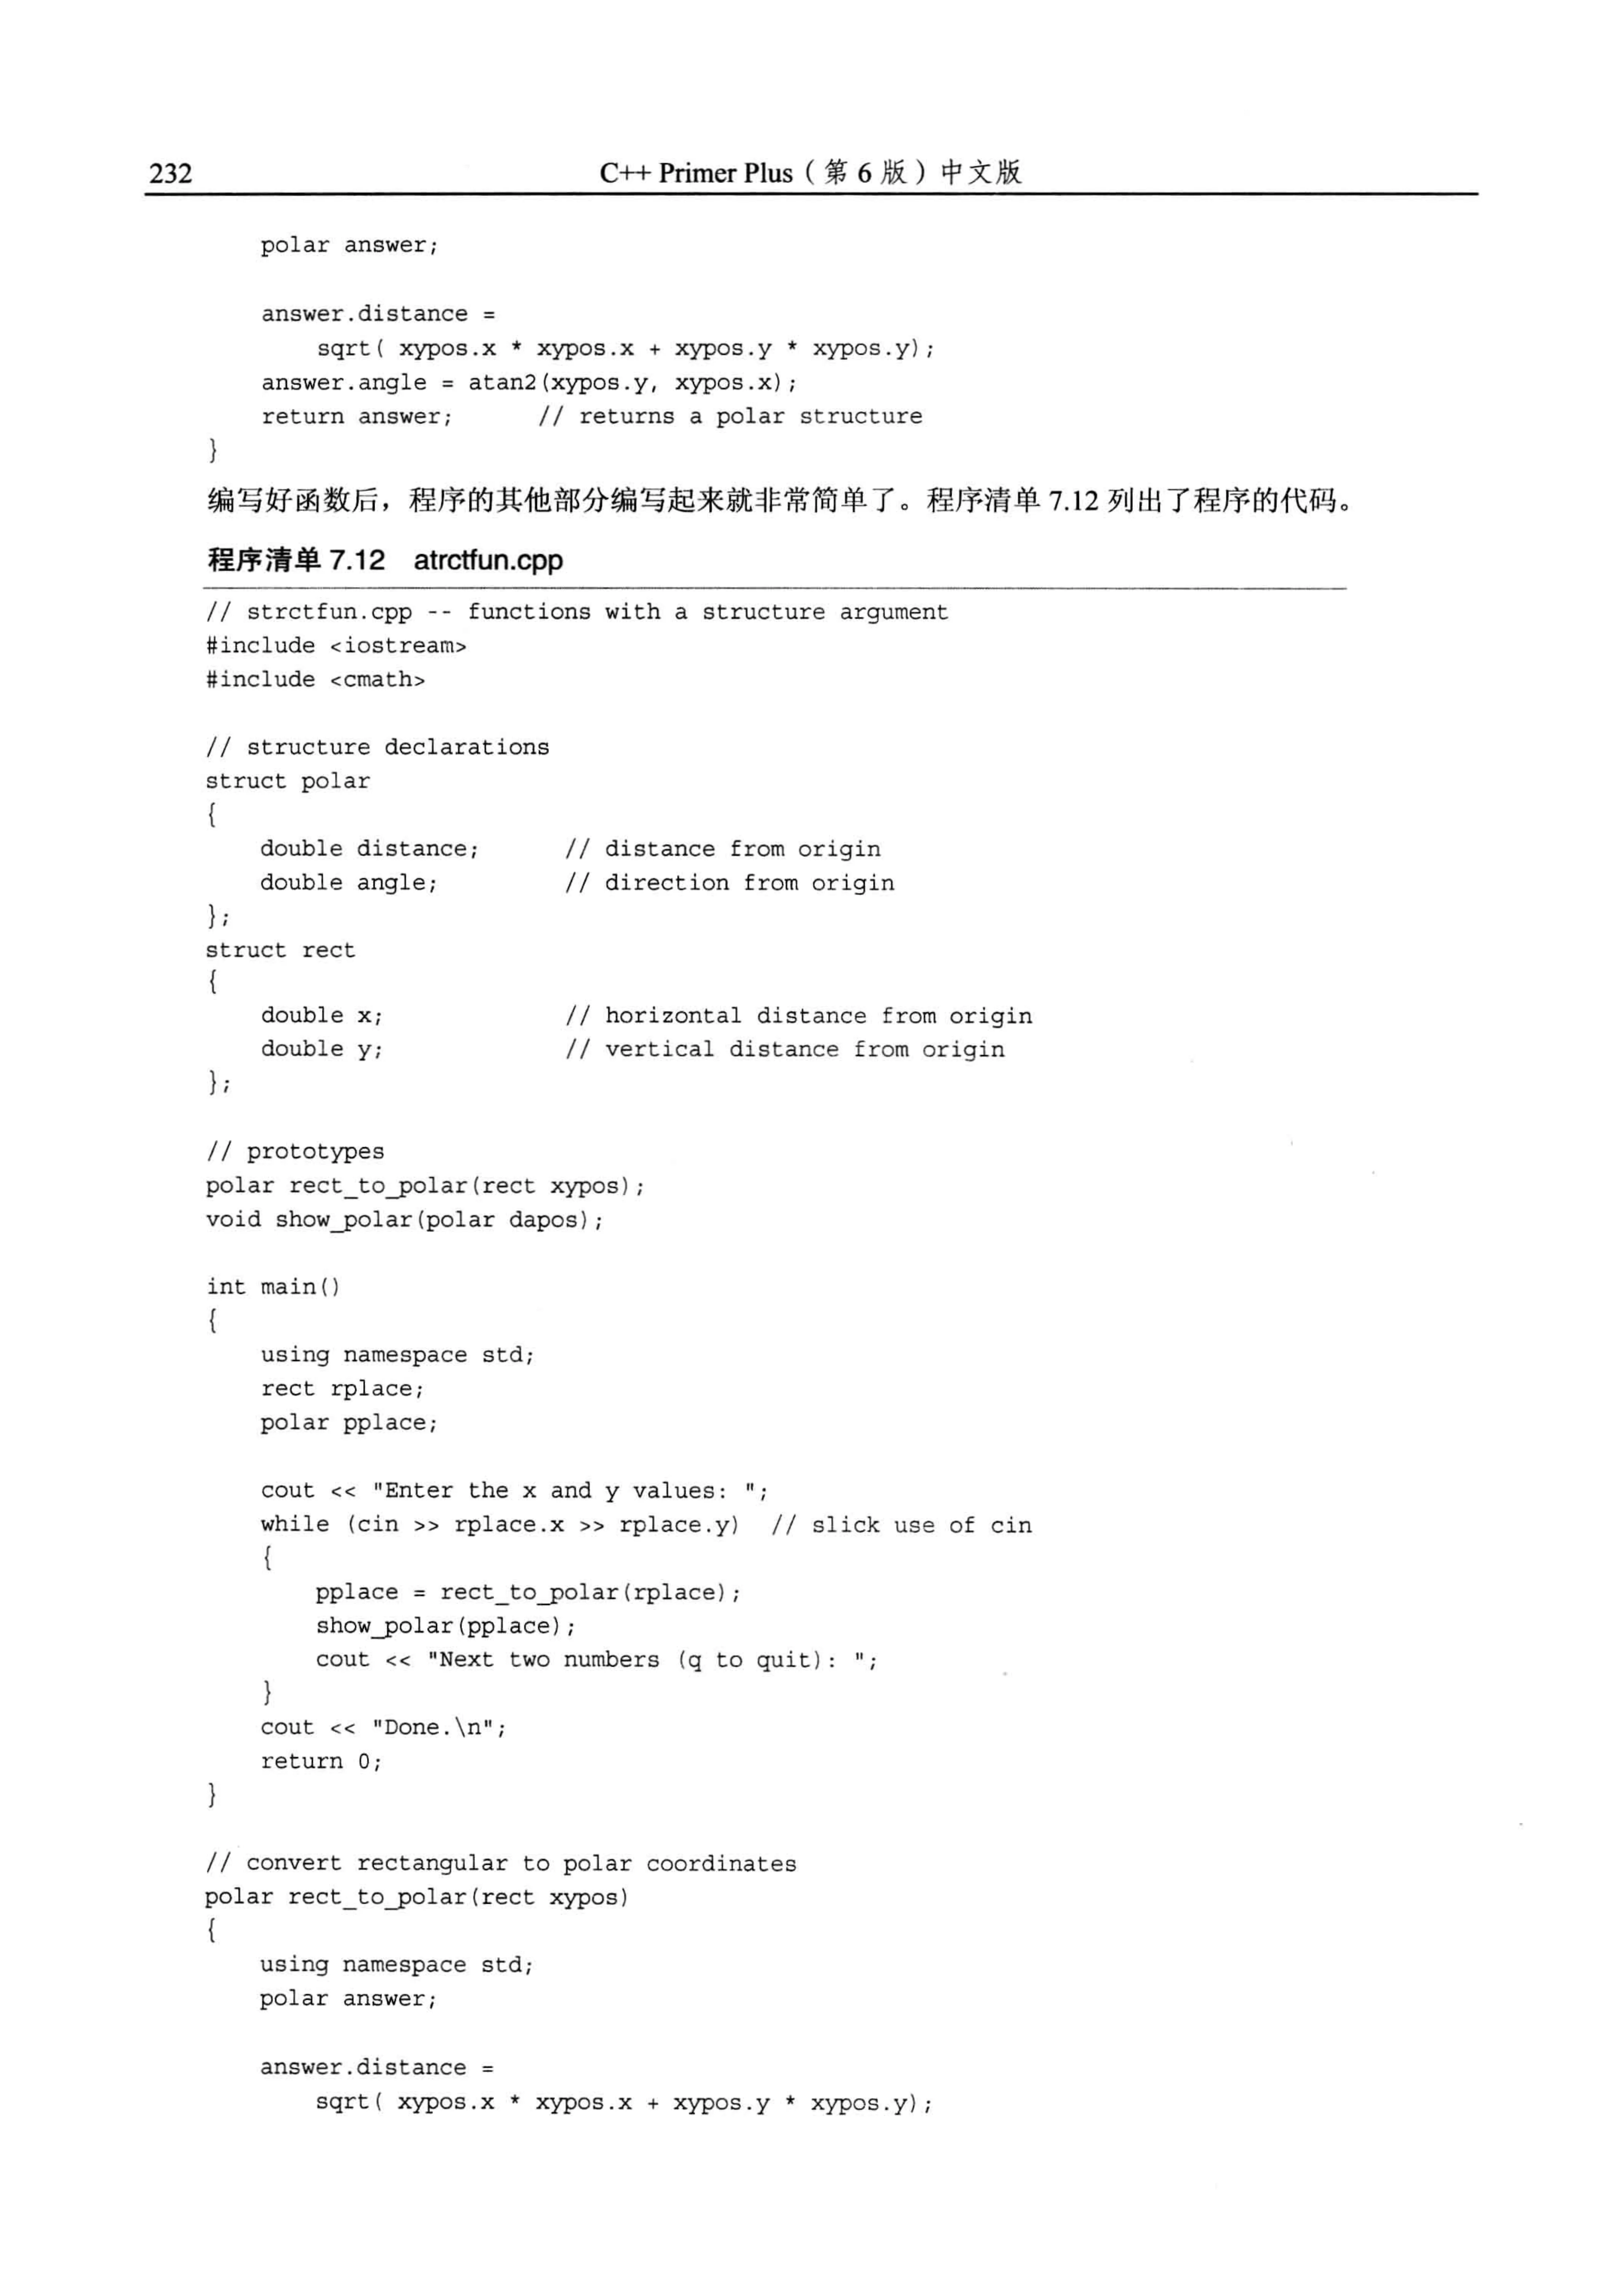 232
C++ Primer Plus（第 6 版）中文版
    polar answer;

    answer.distance =
        sqrt( xypos.x * xypos.x + xypos.y * xypos.y);
    answer.angle = atan2(xypos.y, xypos.x);
    return answer;      // returns a polar structure
}
编写好函数后，程序的其他部分编写起来就非常简单了。程序清单 7.12 列出了程序的代码。
程序清单 7.12  atrctfun.cpp
// strctfun.cpp -- functions with a structure argument
#include <iostream>
#include <cmath>

// structure declarations
struct polar
{
    double distance;      // distance from origin
    double angle;         // direction from origin
};
struct rect
{
    double x;             // horizontal distance from origin
    double y;             // vertical distance from origin
};

// prototypes
polar rect_to_polar(rect xypos);
void show_polar(polar dapos);

int main()
{
    using namespace std;
    rect rplace;
    polar pplace;

    cout << "Enter the x and y values: ";
    while (cin >> rplace.x >> rplace.y)  // slick use of cin
    {
        pplace = rect_to_polar(rplace);
        show_polar(pplace);
        cout << "Next two numbers (q to quit): ";
    }
    cout << "Done.\n";
    return 0;
}

// convert rectangular to polar coordinates
polar rect_to_polar(rect xypos)
{
    using namespace std;
    polar answer;

    answer.distance =
        sqrt( xypos.x * xypos.x + xypos.y * xypos.y);